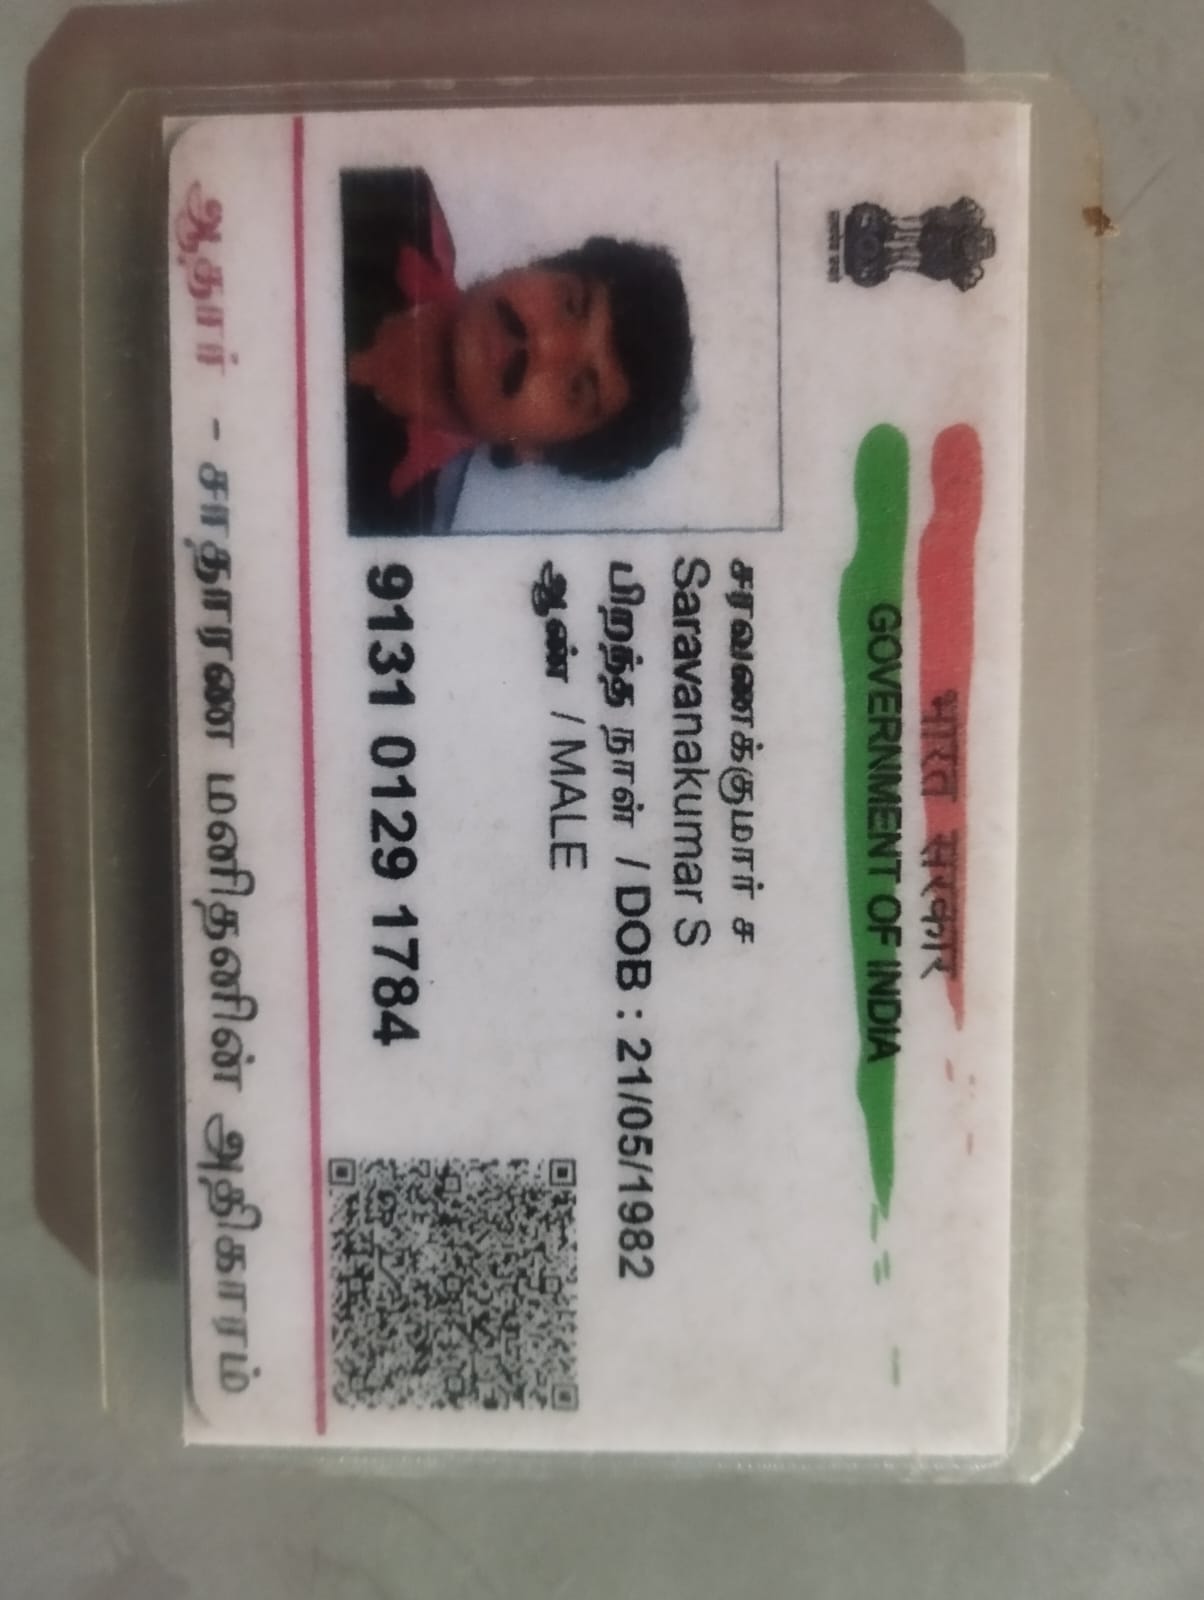 भारत सरकार
GOVERNMENT OF INDIA
சரவணக்குமார் ச
Saravanakumar S
பிறந்த நாள் / DOB : 21/05/1982
ஆண் / MALE
9131 0129 1784
ஆதார் - சாதாரண மனிதனின் அதிகாரம்